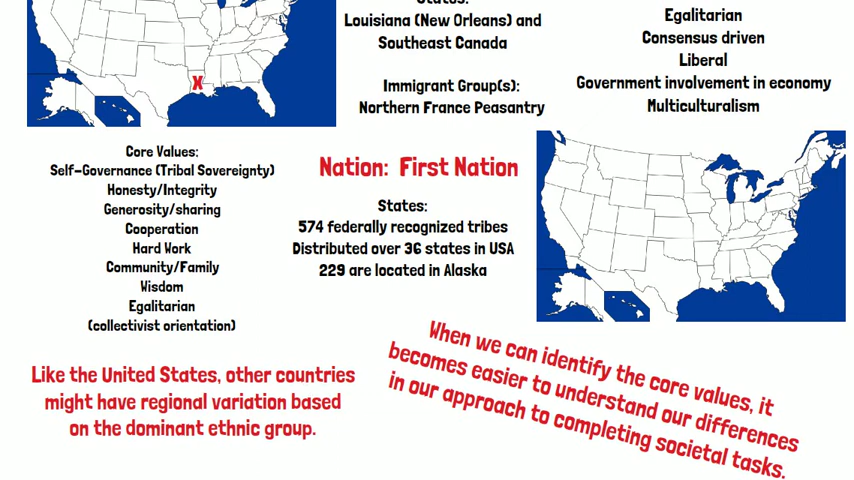 States:
Louisiana (New Orleans) and
Southeast Canada
Immigrant Group(s):
Northern France Peasantry
Egalitarian
Consensus driven
Liberal
Government involvement in economy
Multiculturalism
X
Core Values:
Self-Governance (Tribal Sovereignty)
Honesty/Integrity
Generosity/sharing
Cooperation
Hard Work
Community/Family
Wisdom
Egalitarian
(collectivist orientation)
Nation: First Nation
States:
574 federally recognized tribes
Distributed over 36 states in USA
229 are located in Alaska
Like the United States, other countries
might have regional variation based
on the dominant ethnic group.
When we can identify the core values, it
becomes easier to understand our differences
in our approach to completing societal tasks.